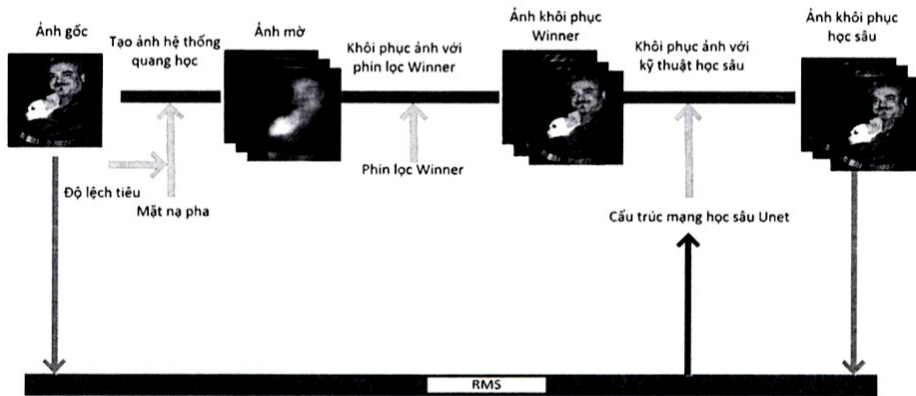 Ảnh gốc
Tạo ảnh hệ thống
quang học
Ảnh mờ
Khôi phục ảnh với
phin lọc Winner
Ảnh khôi phục
Winner
Khôi phục ảnh với
kỹ thuật học sâu
Ảnh khôi phục
học sâu
Độ lệch tiêu
Mặt nạ pha
Phin lọc Winner
Cấu trúc mạng học sâu Unet
RMS